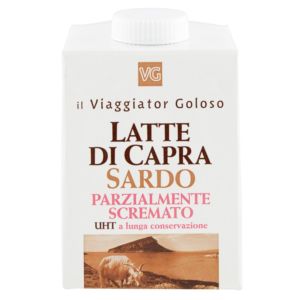 VG
il Viaggiator Goloso
LATTE
DI CAPRA
SARDO
PARZIALMENTE
SCREMATO
UHT a lunga conservazione